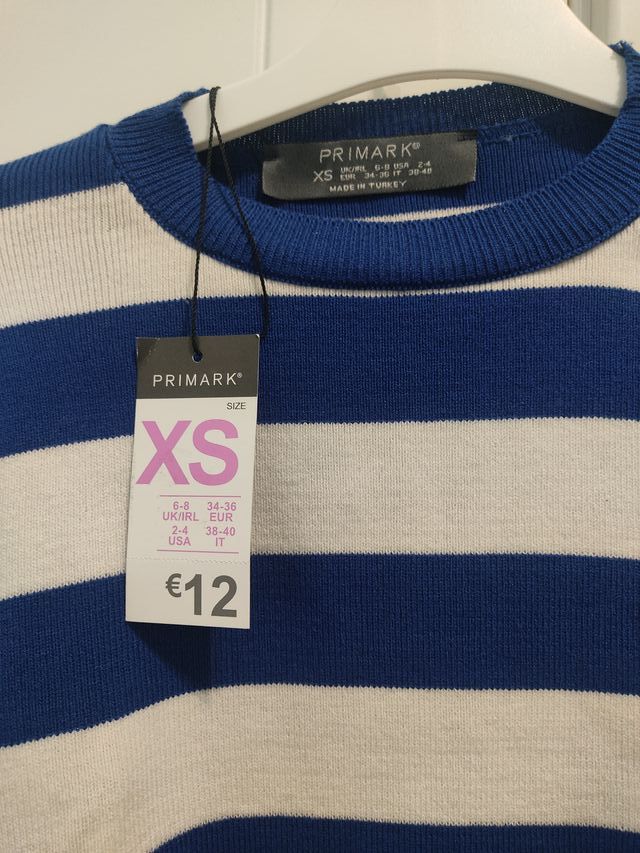 PRIMARK®
XS UK/IRL 6-8 USA 2-4
EUR 34-36 IT 38-40
MADE IN TURKEY
PRIMARK®
SIZE
XS
6-8 34-36
UK/IRL EUR
2-4 38-40
USA IT
€12